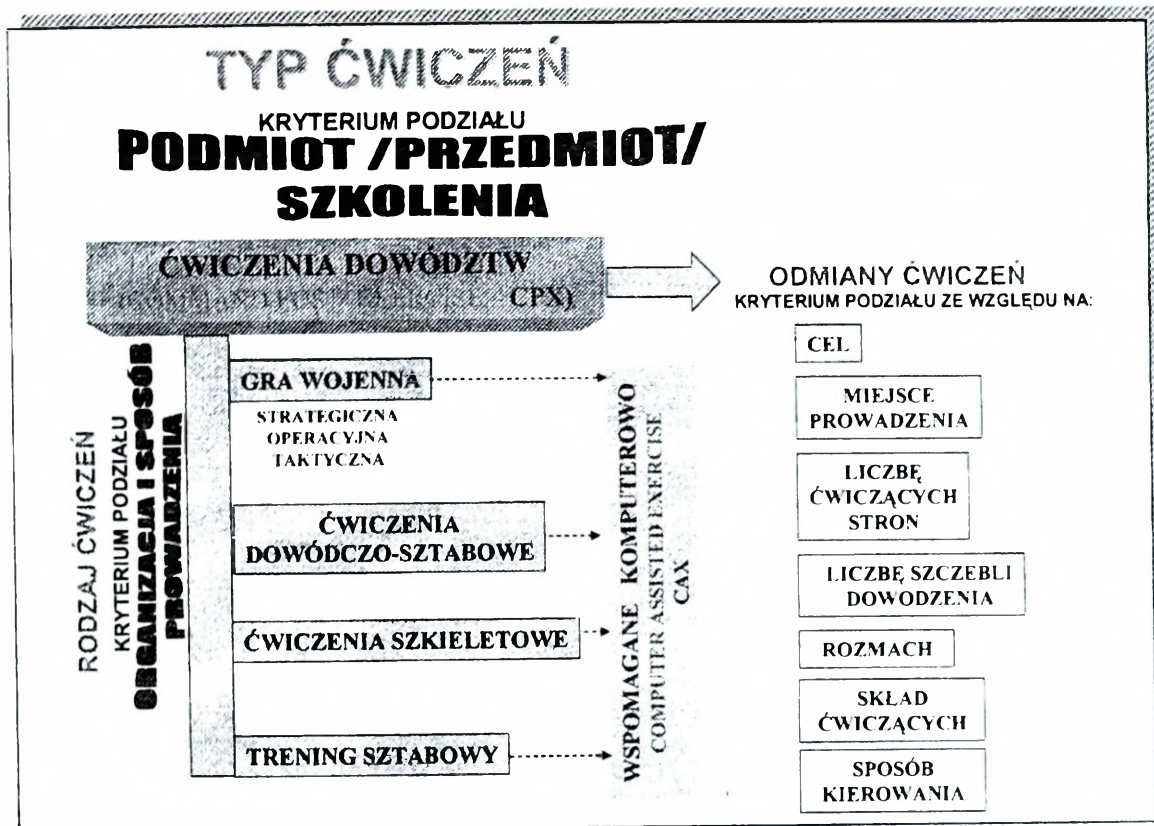 TYP ĆWICZEŃ
KRYTERIUM PODZIAŁU
PODMIOT /PRZEDMIOT/
SZKOLENIA
ĆWICZENIA DOWÓDZTW
CPX)
RODZAJ ĆWICZEŃ
KRYTERIUM PODZIAŁU
ORGANIZACJA I SPOSÓB
PROWADZENIA
GRA WOJENNA
STRATEGICZNA
OPERACYJNA
TAKTYCZNA
ĆWICZENIA
DOWÓDCZO-SZTABOWE
ĆWICZENIA SZKIELETOWE
TRENING SZTABOWY
WSPOMAGANE KOMPUTEROWO
COMPUTER ASSISTED EXERCISE
CAX
ODMIANY ĆWICZEŃ
KRYTERIUM PODZIAŁU ZE WZGLĘDU NA:
CEL
MIEJSCE
PROWADZENIA
LICZBĘ
ĆWICZĄCYCH
STRON
LICZBĘ SZCZEBLI
DOWODZENIA
ROZMACH
SKŁAD
ĆWICZĄCYCH
SPOSÓB
KIEROWANIA